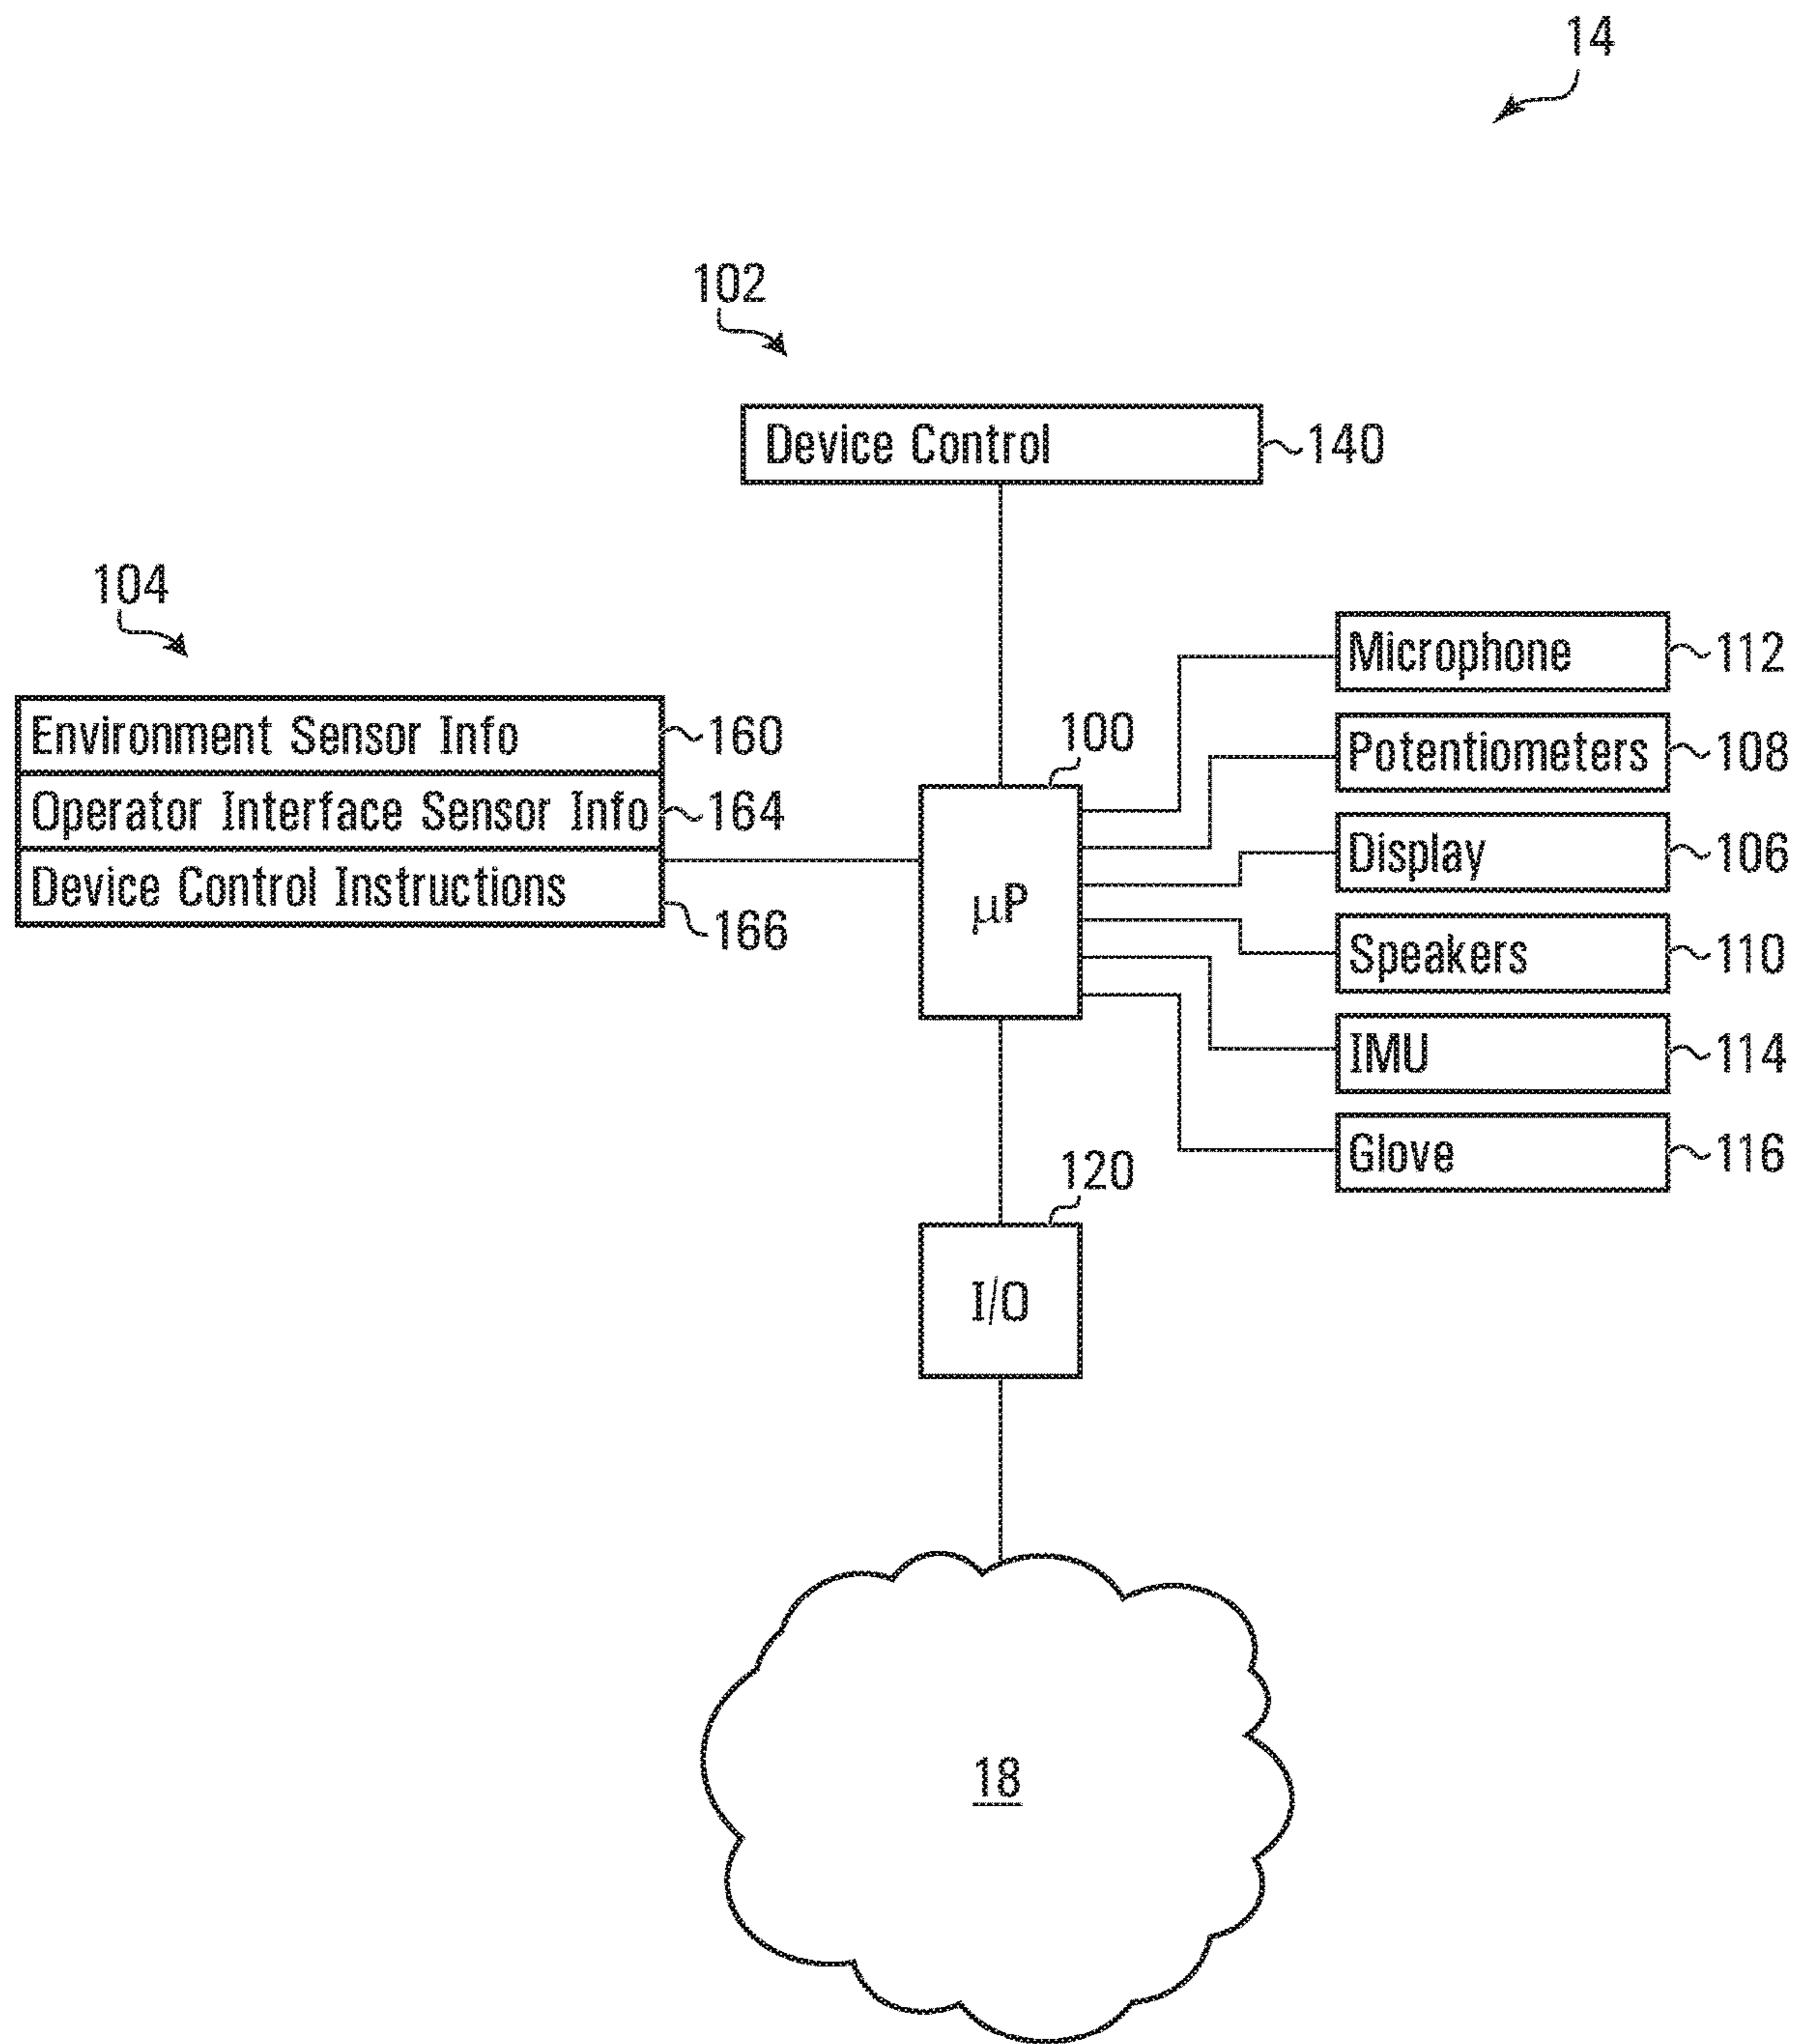 14
102
Device Control 140
104
Environment Sensor Info 160
Operator Interface Sensor Info 164
Device Control Instructions
166
100
μP
Microphone 112
Potentiometers 108
Display 106
Speakers 110
IMU 114
Glove 116
120
I/O
18